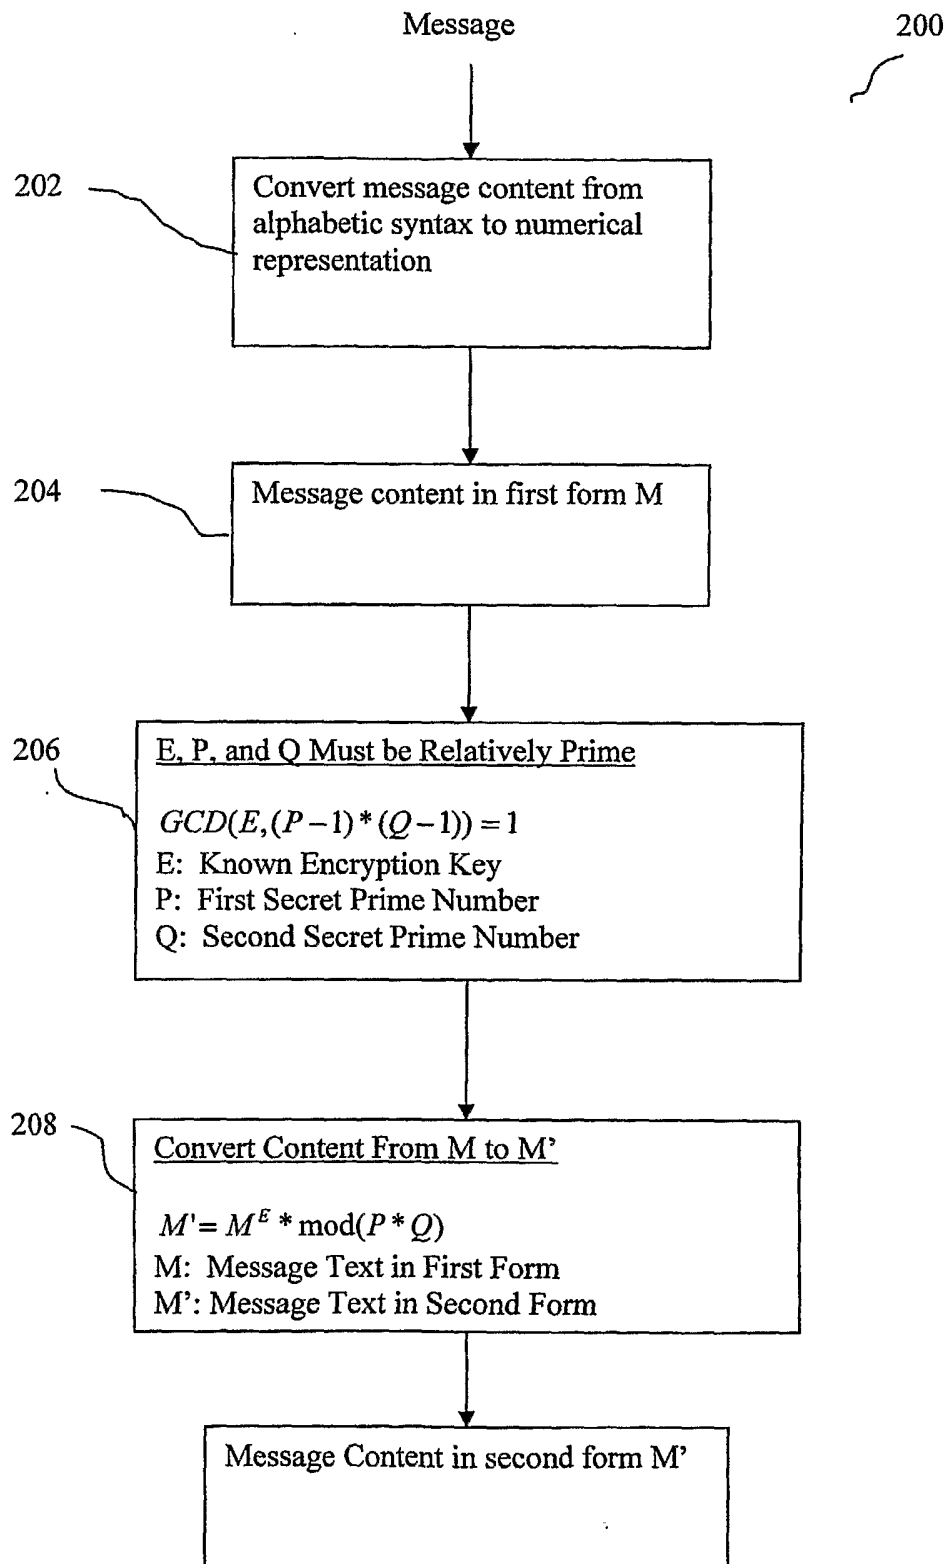 Message
200
202
Convert message content from
alphabetic syntax to numerical
representation
204
Message content in first form M
206
E, P, and Q Must be Relatively Prime
GCD(E,(P−1)*(Q−1))=1
E: Known Encryption Key
P: First Secret Prime Number
Q: Second Secret Prime Number
208
Convert Content From M to M'
M'= M^E * mod(P*Q)
M: Message Text in First Form
M': Message Text in Second Form
Message Content in second form M'